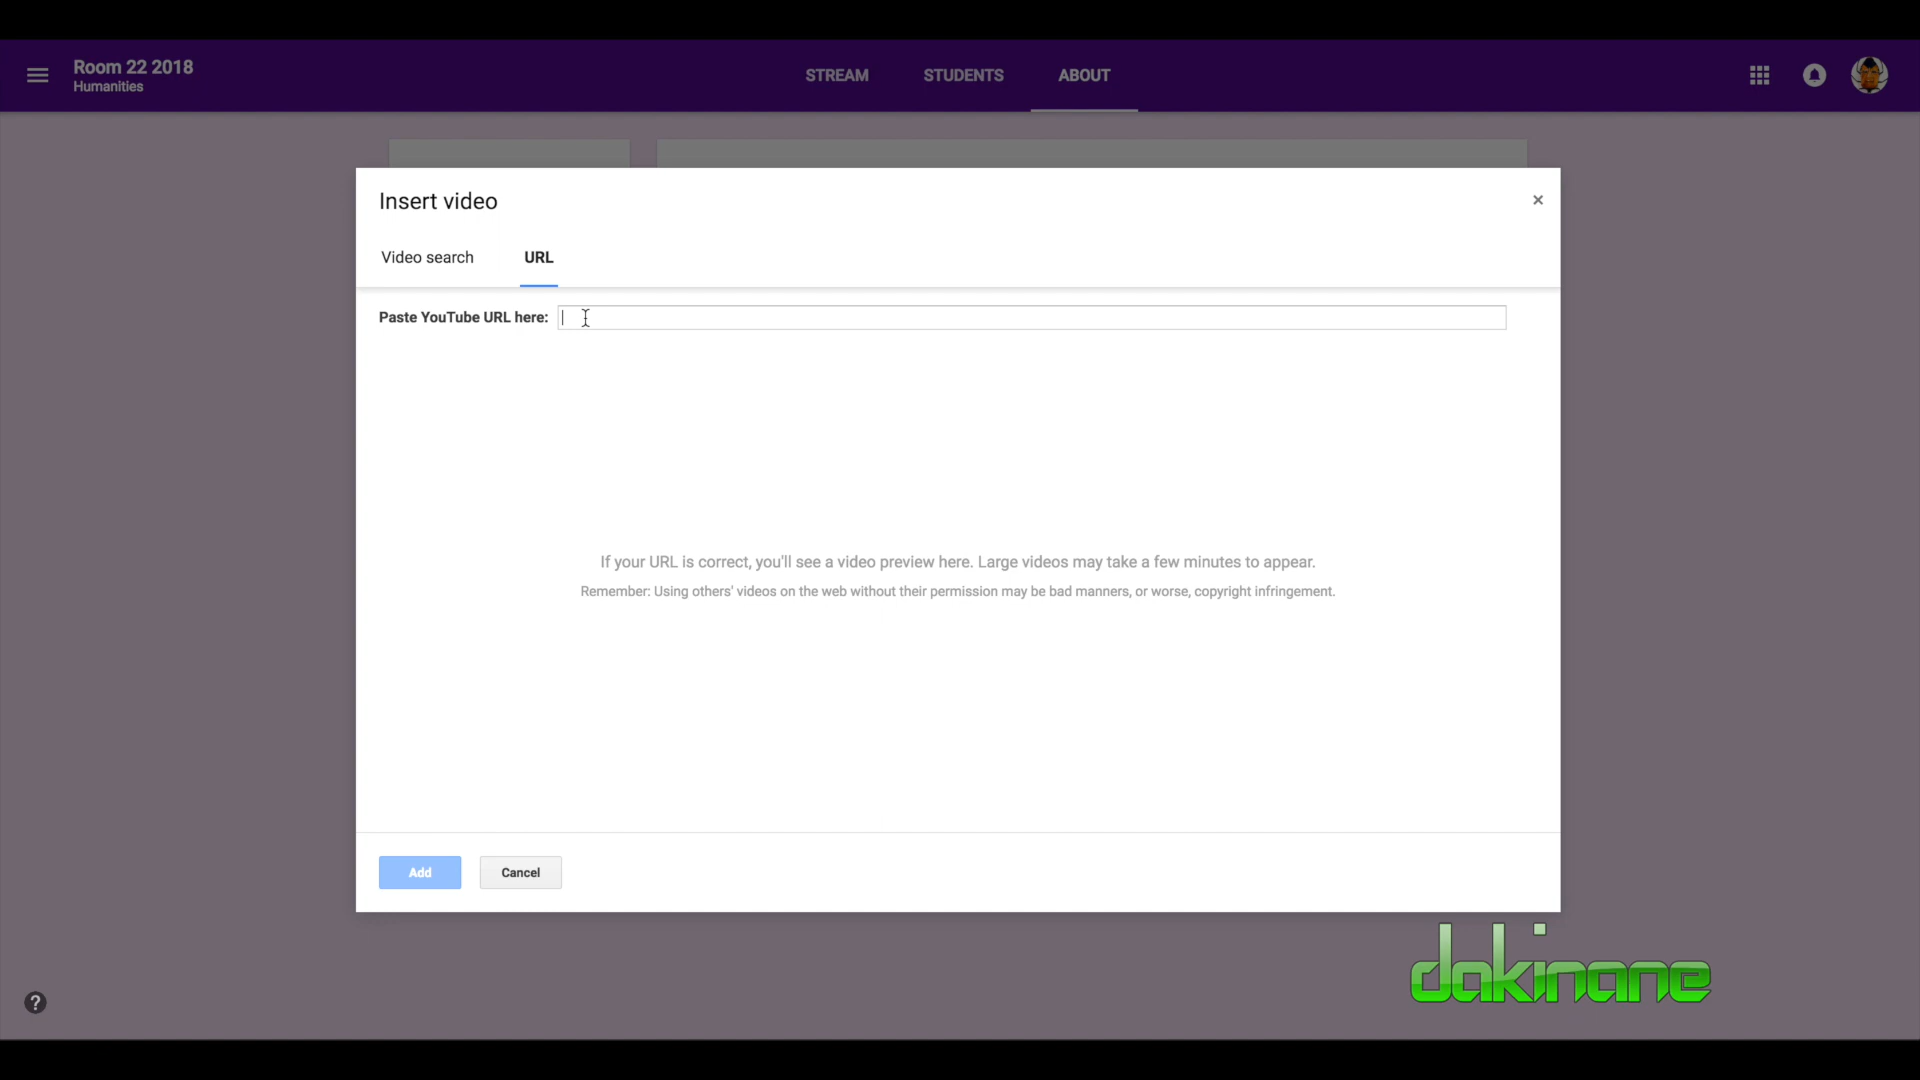 Room 22 2018
Humanities
STREAM
STUDENTS
ABOUT
Insert video
×
Video search
URL
Paste YouTube URL here:
If your URL is correct, you'll see a video preview here. Large videos may take a few minutes to appear.
Remember: Using others' videos on the web without their permission may be bad manners, or worse, copyright infringement.
Add
Cancel
dakinane
?